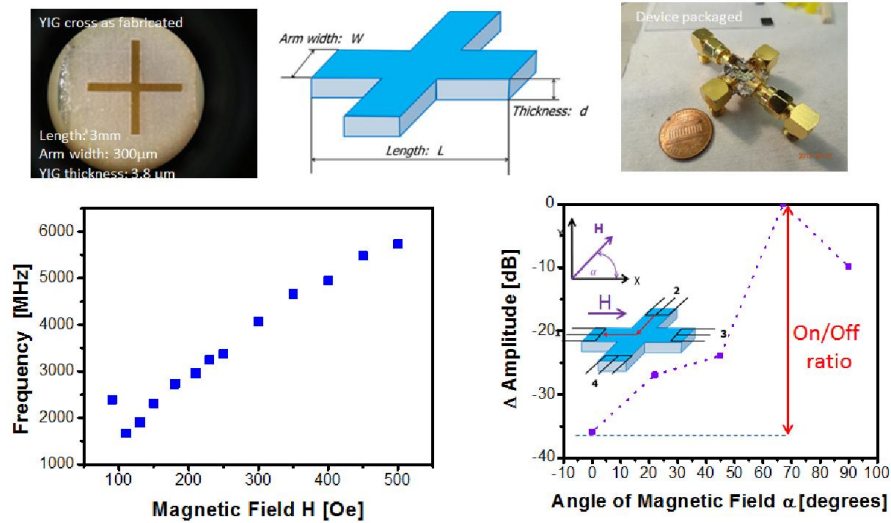 YIG cross as fabricated
Length: 3mm
Arm width: 300µm
YIG thickness: 3.8 µm
Arm width: W
Thickness: d
Length: L
Device packaged
Frequency [MHz]
6000
5000
4000
3000
2000
1000
100
200
300
400
500
Magnetic Field H [Oe]
Δ Amplitude [dB]
0
-10
-20
-30
-40
H
α
X
H
2
3
4
On/Off
ratio
-10 0 10 20 30 40 50 60 70 80 90 100
Angle of Magnetic Field α [degrees]